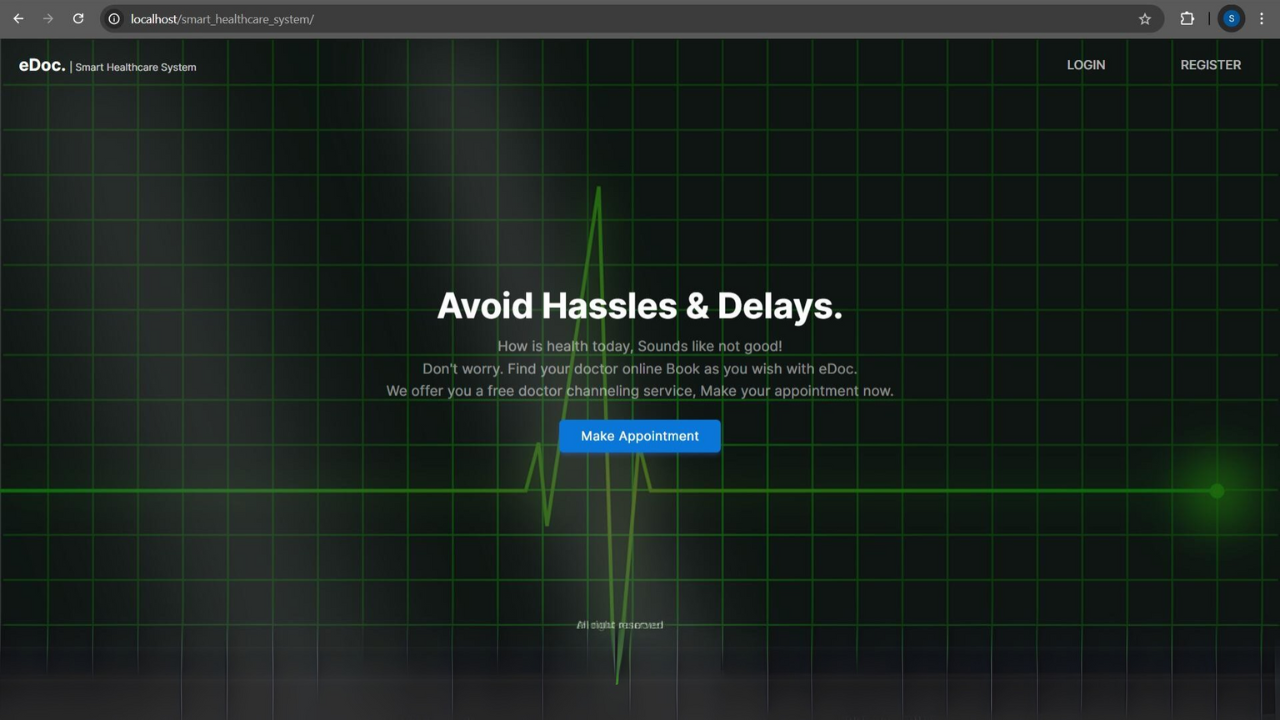 localhost/smart_healthcare_system/
S
eDoc. | Smart Healthcare System
LOGIN
REGISTER
Avoid Hassles & Delays.
How is health today, Sounds like not good!
Don't worry. Find your doctor online Book as you wish with eDoc.
We offer you a free doctor channeling service, Make your appointment now.
Make Appointment
All right reserved